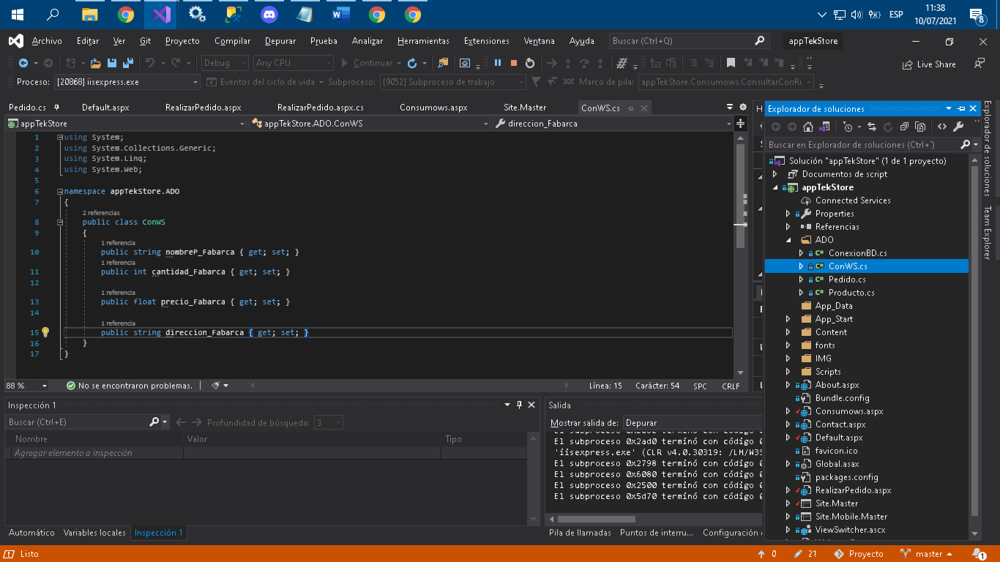 ESP
11:38
10/07/2021
8
Archivo Editar Ver Git Proyecto Compilar Depurar Prueba Analizar Herramientas Extensiones Ventana Ayuda Buscar (Ctrl+Q) appTekStore
Debug Any CPU Continuar Live Share
Proceso: [20868] iisexpress.exe Eventos del ciclo de vida Subproceso: [9052] Subproceso de trabajo Marco de pila: appTekStore.Consumows.ConsultarConRu
Pedido.cs Default.aspx RealizarPedido.aspx RealizarPedido.aspx.cs Consumows.aspx Site.Master ConWS.cs
appTekStore appTekStore.ADO.ConWS direccion_Fabarca
1 using System;
2 using System.Collections.Generic;
3 using System.Linq;
4 using System.Web;
5
6 namespace appTekStore.ADO
7 {
2 referencias
8 public class ConWS
9 {
1 referencia
10 public string nombreP_Fabarca { get; set; }
1 referencia
11 public int cantidad_Fabarca { get; set; }
12
1 referencia
13 public float precio_Fabarca { get; set; }
14
1 referencia
15 public string direccion_Fabarca { get; set; }
16 }
17 }
88 % No se encontraron problemas. Línea: 15 Carácter: 54 SPC CRLF
Inspección 1
Buscar (Ctrl+E) Profundidad de búsqueda: 3
Nombre Valor Tipo
Agregar elemento a inspección
Automático Variables locales Inspección 1
Salida
Mostrar salida de: Depurar
El subproceso 0x2ad0 terminó con código 0
'iisexpress.exe' (CLR v4.0.30319: /LM/W3S
El subproceso 0x2798 terminó con código 0
El subproceso 0x6080 terminó con código 0
El subproceso 0x2500 terminó con código 0
El subproceso 0x5d70 terminó con código 0
Pila de llamadas Puntos de interru... Configuración
Explorador de soluciones
Buscar en Explorador de soluciones (Ctrl+´)
Solución "appTekStore" (1 de 1 proyecto)
Documentos de script
appTekStore
Connected Services
Properties
Referencias
ADO
C# ConexionBD.cs
C# ConWS.cs
C# Pedido.cs
C# Producto.cs
App_Data
App_Start
Content
fonts
IMG
Scripts
About.aspx
Bundle.config
Consumows.aspx
Contact.aspx
Default.aspx
favicon.ico
Global.asax
packages.config
RealizarPedido.aspx
Site.Master
Site.Mobile.Master
ViewSwitcher.ascx
Explorador de soluciones
Team Explorer
Listo 0 21 Proyecto master 1